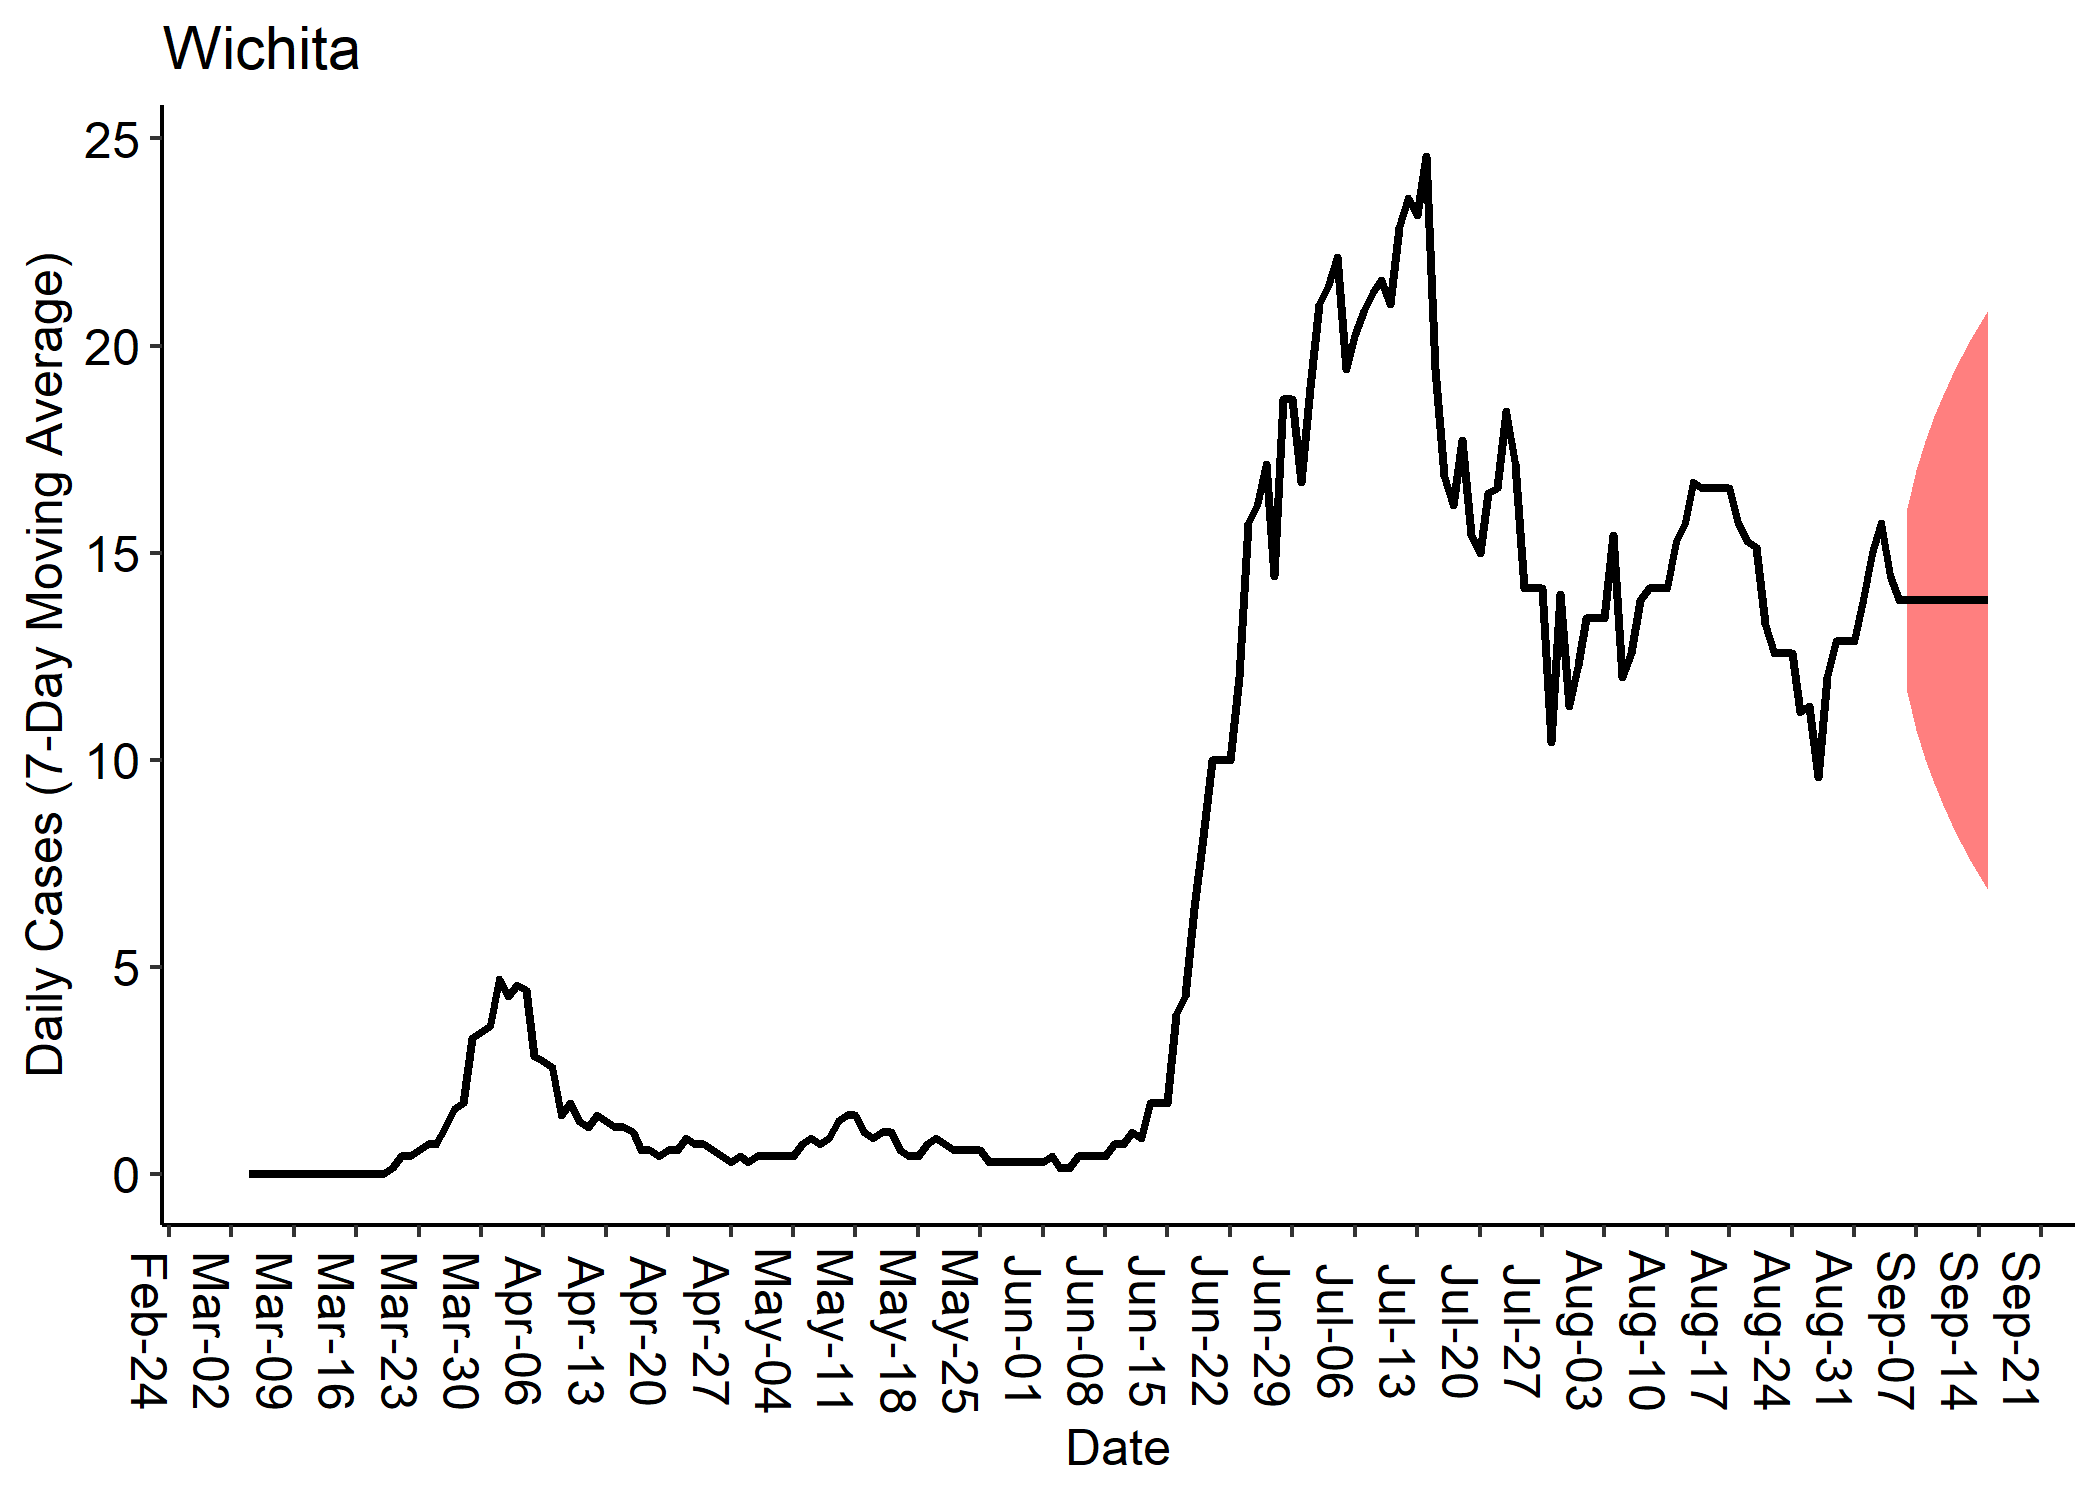 Wichita
Daily Cases (7-Day Moving Average)
25
20
15
10
5
0
Feb-24
Mar-02
Mar-09
Mar-16
Mar-23
Mar-30
Apr-06
Apr-13
Apr-20
Apr-27
May-04
May-11
May-18
May-25
Jun-01
Jun-08
Jun-15
Jun-22
Jun-29
Jul-06
Jul-13
Jul-20
Jul-27
Aug-03
Aug-10
Aug-17
Aug-24
Aug-31
Sep-07
Sep-14
Sep-21
Date